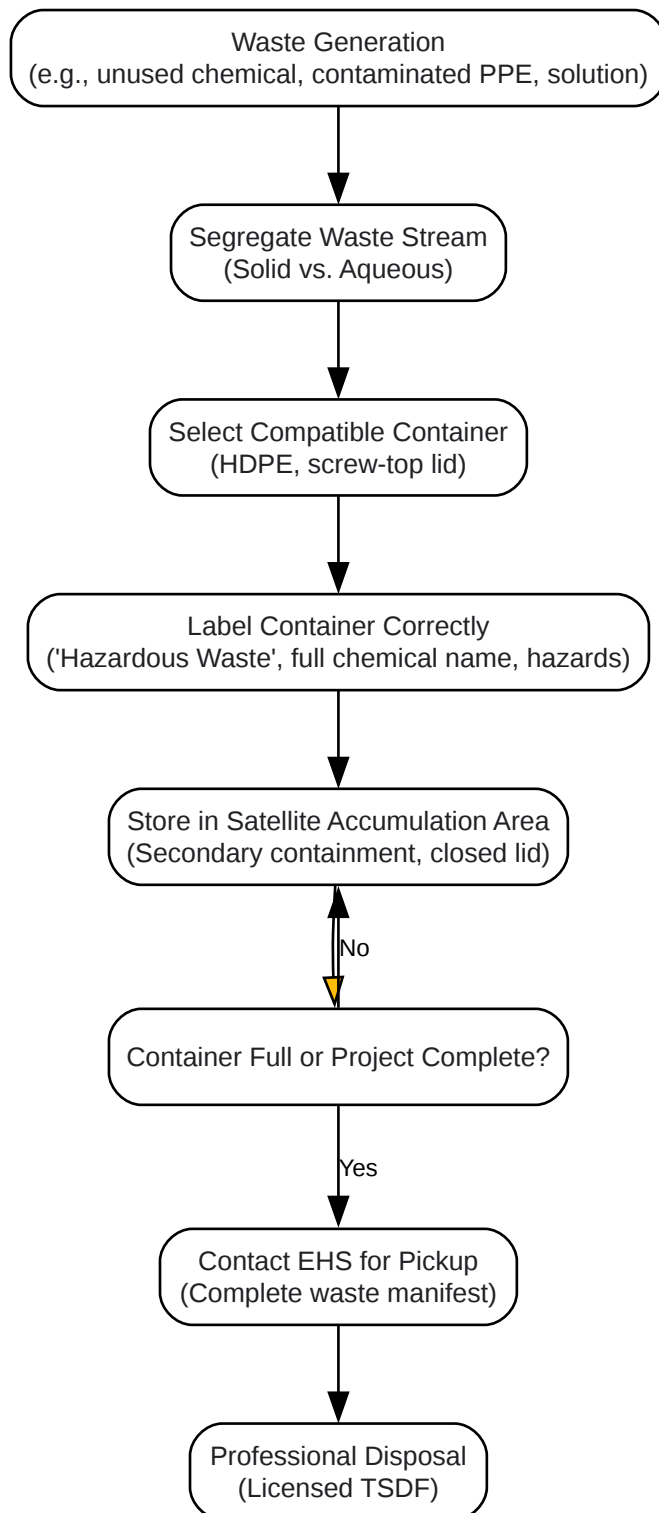 Waste Generation
(e.g., unused chemical, contaminated PPE, solution)
Segregate Waste Stream
(Solid vs. Aqueous)
Select Compatible Container
(HDPE, screw-top lid)
Label Container Correctly
('Hazardous Waste', full chemical name, hazards)
Store in Satellite Accumulation Area
(Secondary containment, closed lid)
No
Container Full or Project Complete?
Yes
Contact EHS for Pickup
(Complete waste manifest)
Professional Disposal
(Licensed TSDF)